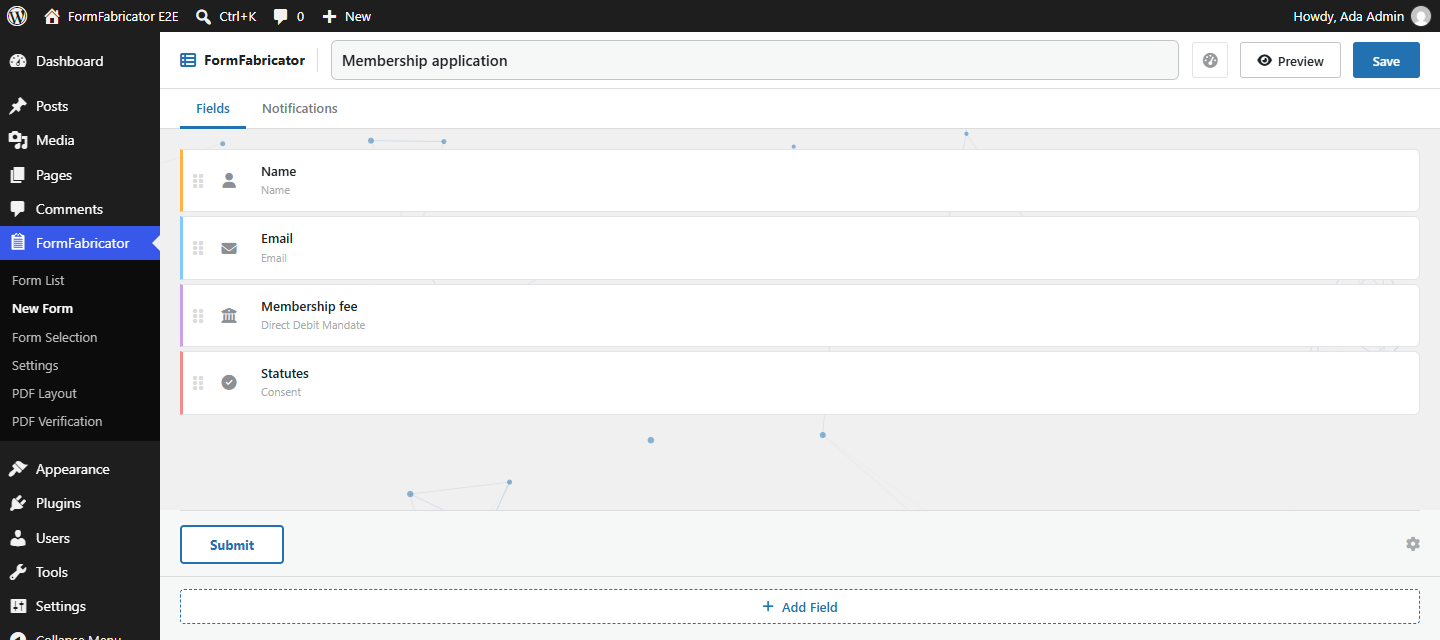 FormFabricator E2E
Ctrl+K
0
New
Howdy, Ada Admin
Dashboard
Posts
Media
Pages
Comments
FormFabricator
Form List
New Form
Form Selection
Settings
PDF Layout
PDF Verification
Appearance
Plugins
Users
Tools
Settings
Collapse Menu
FormFabricator
Membership application
Preview
Save
Fields
Notifications
Name
Name
Email
Email
Membership fee
Direct Debit Mandate
Statutes
Consent
Submit
Add Field